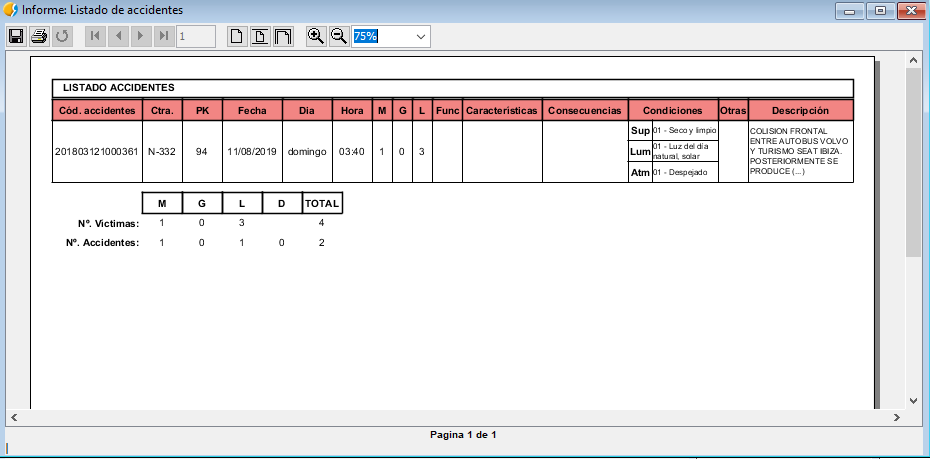 Informe: Listado de accidentes
1
75%
LISTADO ACCIDENTES
Cód. accidentes Ctra. PK Fecha Dia Hora M G L Func Características Consecuencias Condiciones Otras Descripción
201803121000361 N-332 94 11/08/2019 domingo 03:40 1 0 3
Sup 01 - Seco y limpio
Lum 01 - Luz del día
natural, solar
Atm 01 - Despejado
COLISION FRONTAL
ENTRE AUTOBUS VOLVO
Y TURISMO SEAT IBIZA.
POSTERIORMENTE SE
PRODUCE (...)
M G L D TOTAL
Nº. Victimas: 1 0 3 4
Nº. Accidentes: 1 0 1 0 2
Pagina 1 de 1